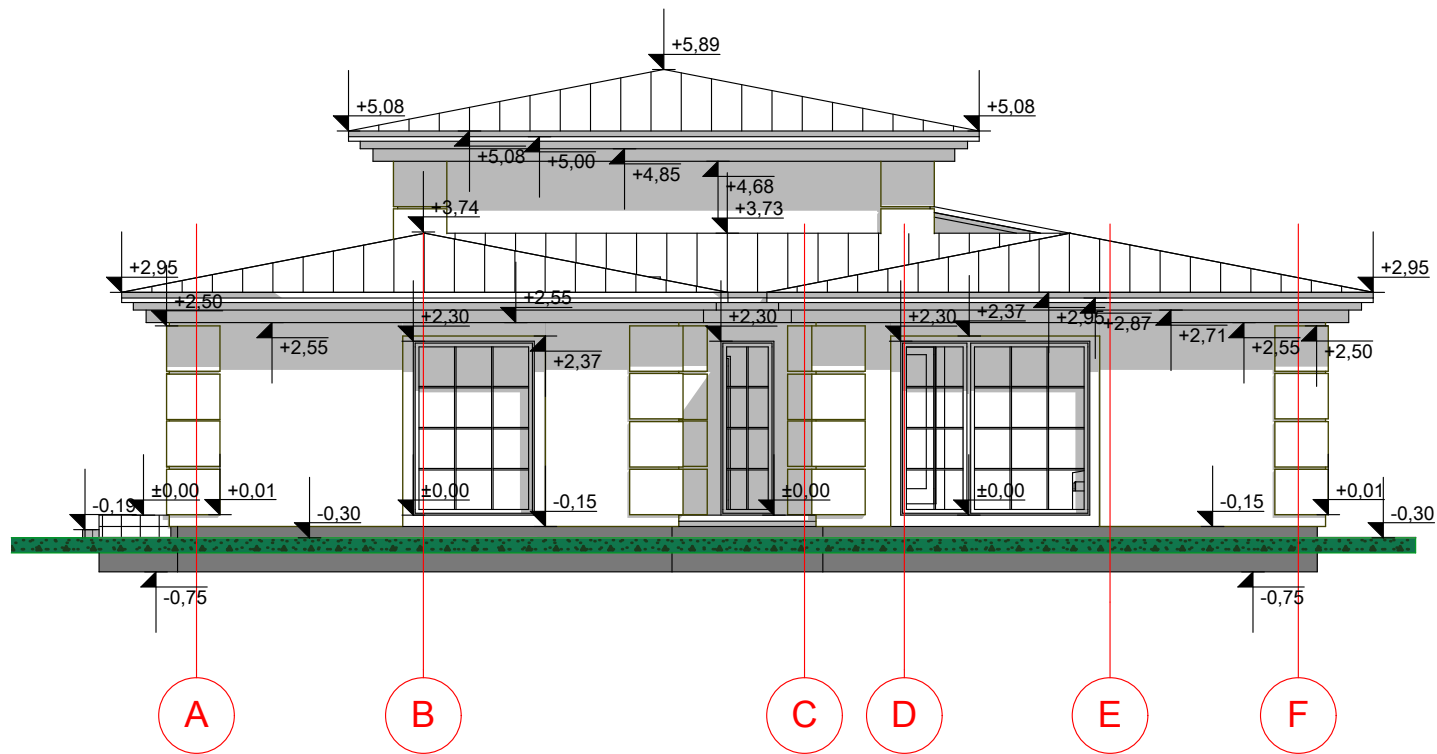 +5,89
+5,08 +5,08
+5,08 +5,00 +4,85 +4,68
+3,74 +3,73
+2,95 +2,95
+2,50 +2,55 +2,30 +2,30 +2,30 +2,37 +2,95 +2,87 +2,71 +2,55 +2,50
+2,55 +2,37
-0,19 ±0,00 +0,01 ±0,00 ±0,00 ±0,00 +0,01
-0,30 -0,15 -0,15 -0,30
-0,75 -0,75
A B C D E F